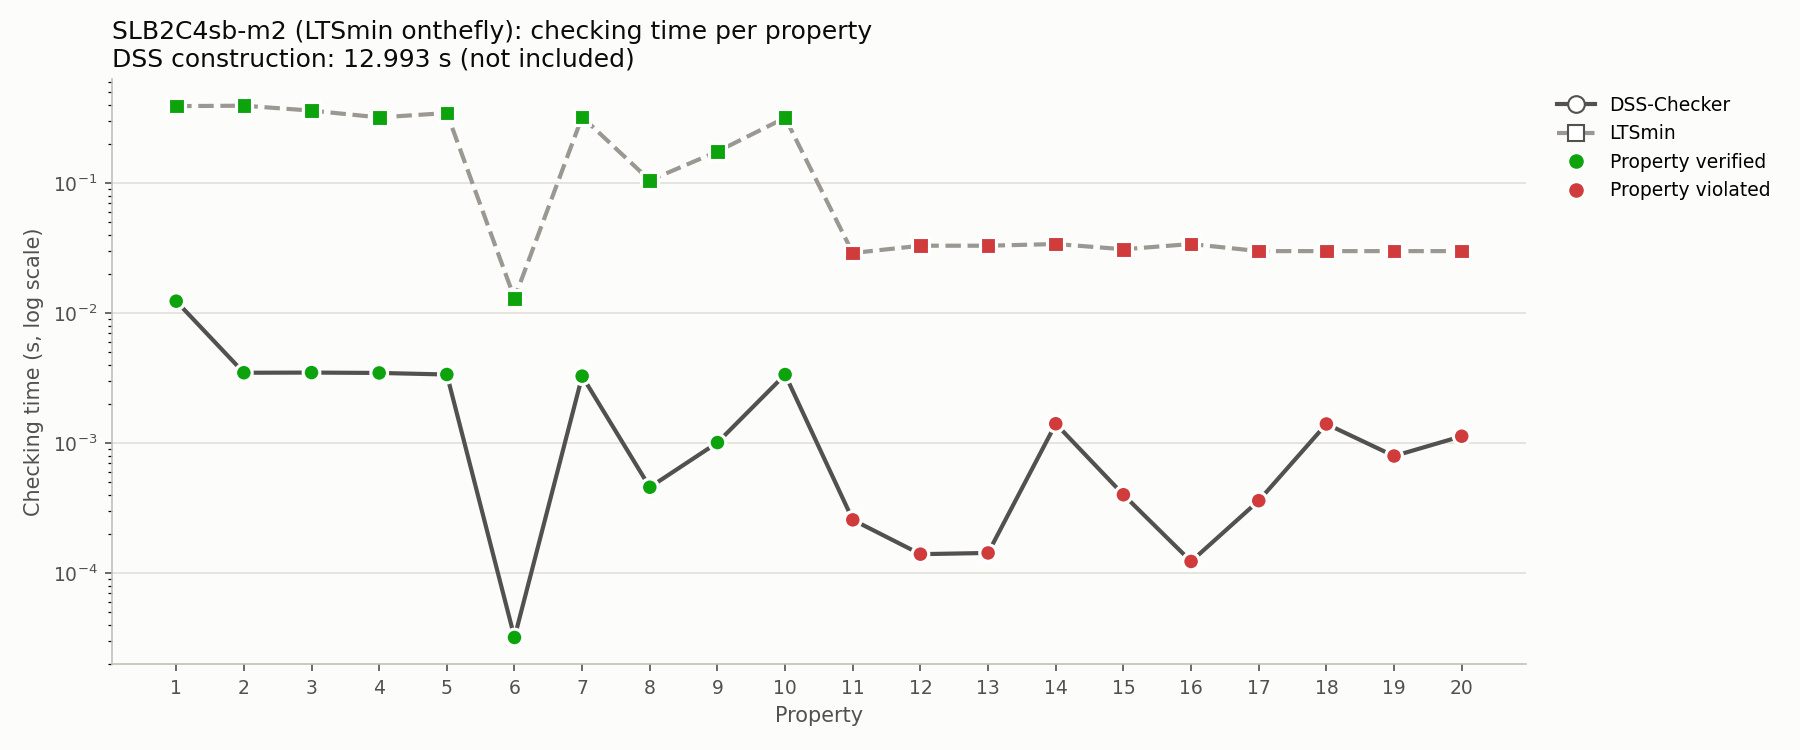 SLB2C4sb-m2 (LTSmin onthefly): checking time per property
DSS construction: 12.993 s (not included)
DSS-Checker
LTSmin
Property verified
Property violated
Checking time (s, log scale)
10⁻¹
10⁻²
10⁻³
10⁻⁴
1 2 3 4 5 6 7 8 9 10 11 12 13 14 15 16 17 18 19 20
Property